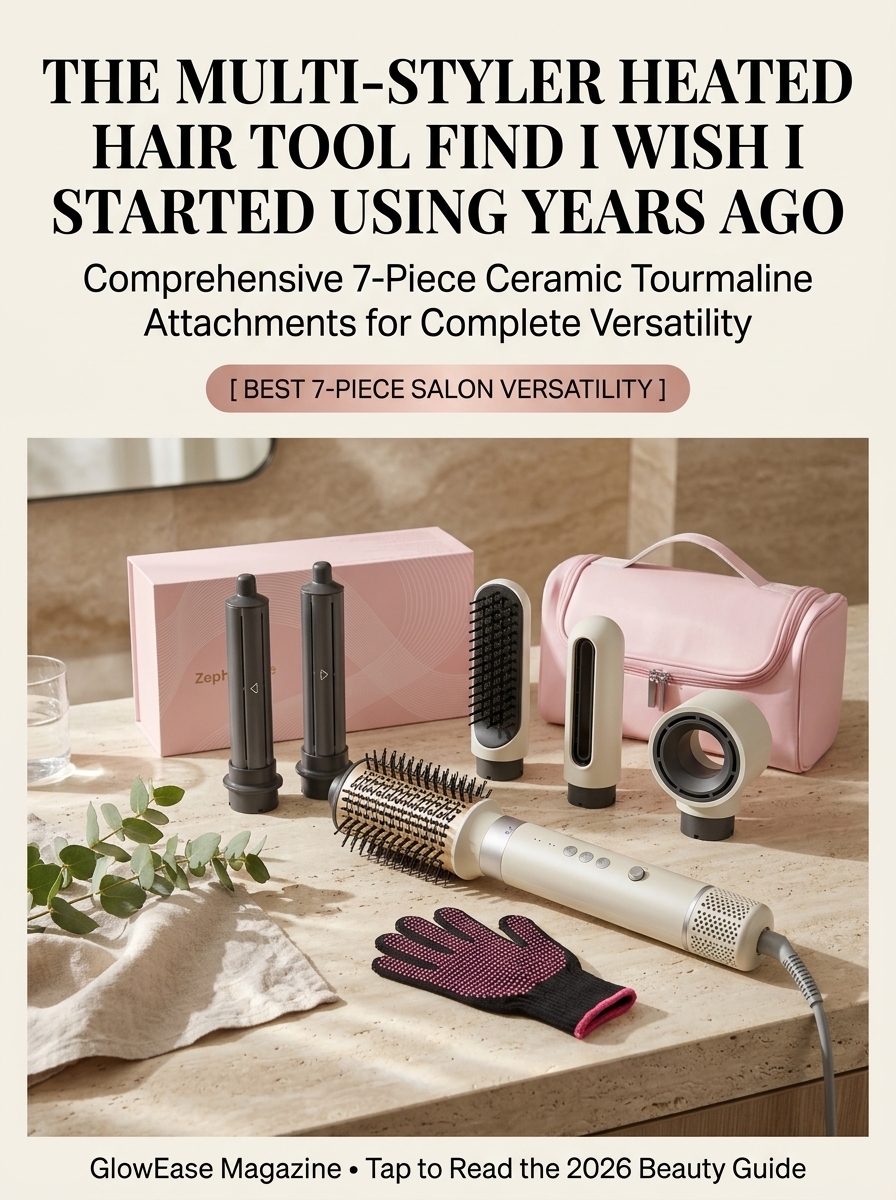 THE MULTI-STYLER HEATED
HAIR TOOL FIND I WISH I
STARTED USING YEARS AGO
Comprehensive 7-Piece Ceramic Tourmaline
Attachments for Complete Versatility
[ BEST 7-PIECE SALON VERSATILITY ]
GlowEase Magazine • Tap to Read the 2026 Beauty Guide